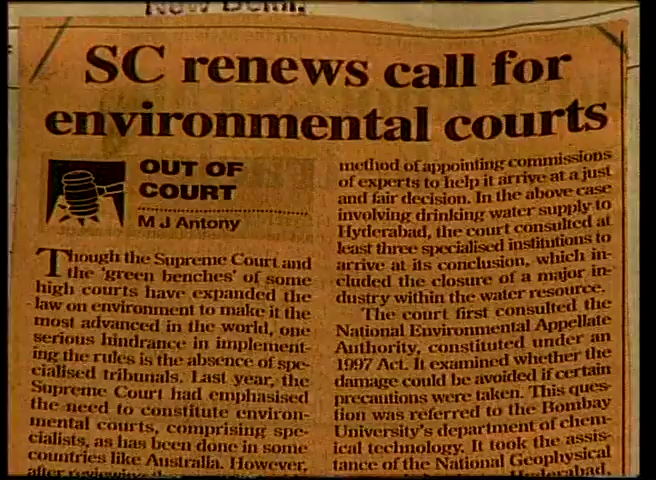 New Delhi.
SC renews call for
environmental courts
OUT OF
COURT
M J Antony
Though the Supreme Court and
the 'green benches' of some
high courts have expanded the
law on environment to make it the
most advanced in the world, one
serious hindrance in implement-
ing the rules is the absence of spe-
cialised tribunals. Last year, the
Supreme Court had emphasised
the need to constitute environ-
mental courts, comprising spe-
cialists, as has been done in some
countries like Australia. However,
after reviewing
method of appointing commissions
of experts to help it arrive at a just
and fair decision. In the above case
involving drinking water supply to
Hyderabad, the court consulted at
least three specialised institutions to
arrive at its conclusion, which in-
cluded the closure of a major in-
dustry within the water resource.
The court first consulted the
National Environmental Appellate
Authority, constituted under an
1997 Act. It examined whether the
damage could be avoided if certain
precautions were taken. This ques-
tion was referred to the Bombay
University's department of chem-
ical technology. It took the assis-
tance of the National Geophysical
Hyderabad,